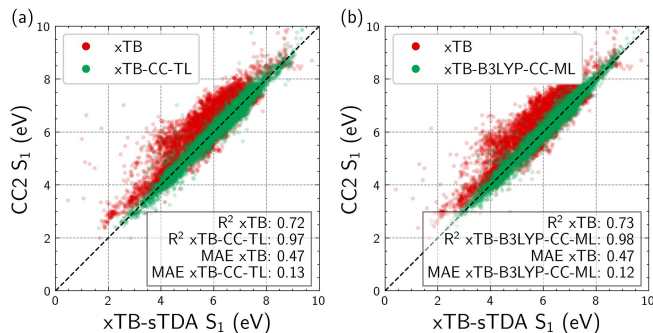 (a)
xTB
xTB-CC-TL
CC2 S1 (eV)
10
8
6
4
2
0
R2 xTB: 0.72
R2 xTB-CC-TL: 0.97
MAE xTB: 0.47
MAE xTB-CC-TL: 0.13
0 2 4 6 8 10
xTB-sTDA S1 (eV)
(b)
xTB
xTB-B3LYP-CC-ML
CC2 S1 (eV)
10
8
6
4
2
0
R2 xTB: 0.73
R2 xTB-B3LYP-CC-ML: 0.98
MAE xTB: 0.47
MAE xTB-B3LYP-CC-ML: 0.12
0 2 4 6 8 10
xTB-sTDA S1 (eV)